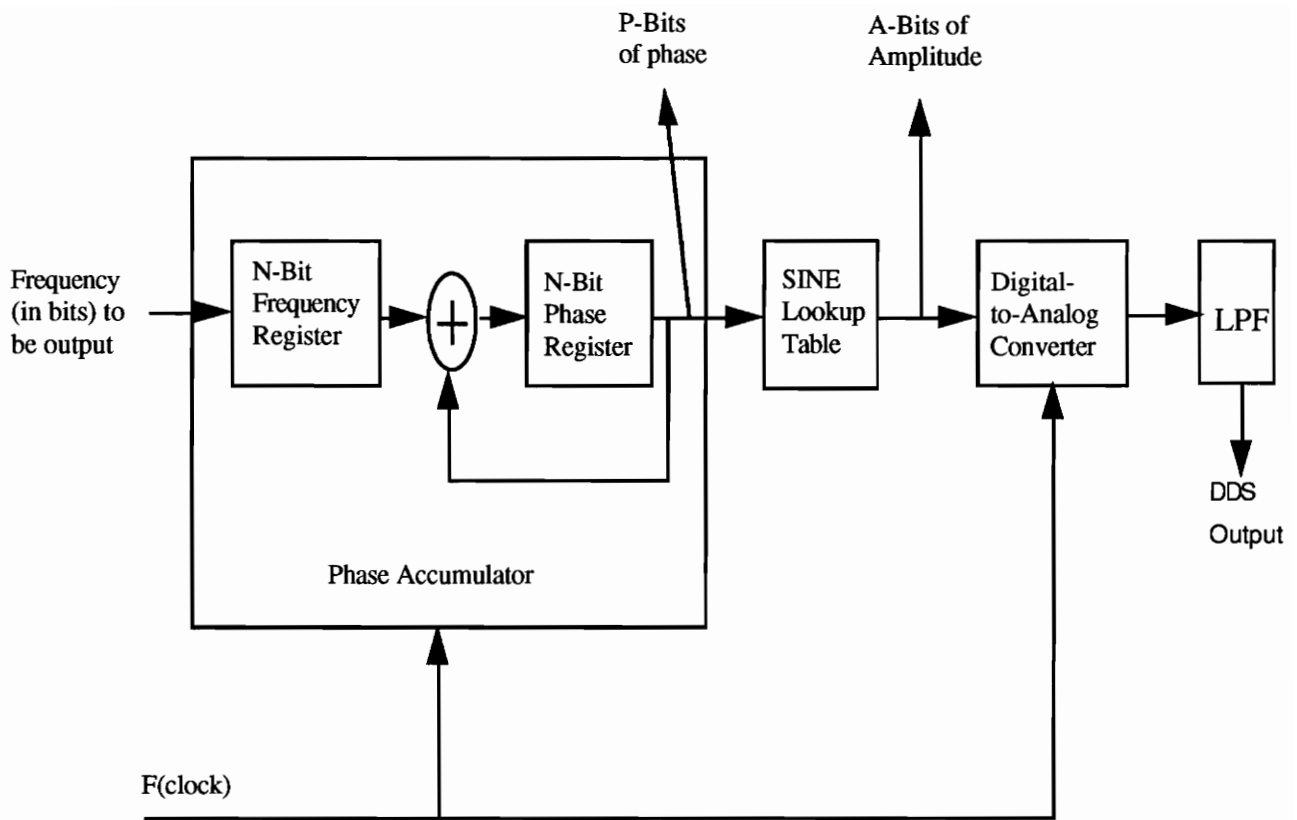 P-Bits
of phase
A-Bits of
Amplitude
Frequency
(in bits) to
be output
N-Bit
Frequency
Register
+
N-Bit
Phase
Register
SINE
Lookup
Table
Digital-
to-Analog
Converter
LPF
DDS
Output
Phase Accumulator
F(clock)